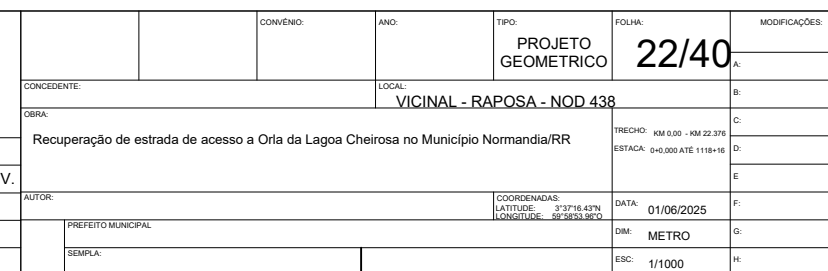 CONVÊNIO:
ANO:
TIPO:
PROJETO
GEOMETRICO
FOLHA:
22/40
MODIFICAÇÕES:
A:
CONCEDENTE:
LOCAL:
VICINAL - RAPOSA - NOD 438
B:
OBRA:
Recuperação de estrada de acesso a Orla da Lagoa Cheirosa no Município Normandia/RR
TRECHO: KM 0,00 - KM 22.376
ESTACA: 0+0,000 ATÉ 1118+16
C:
D:
E
V.
AUTOR:
COORDENADAS:
LATITUDE: 3°37'16.43"N
LONGITUDE: 59°58'53.96"O
DATA: 01/06/2025
F:
PREFEITO MUNICIPAL
DIM: METRO
G:
SEMPLA:
ESC: 1/1000
H: